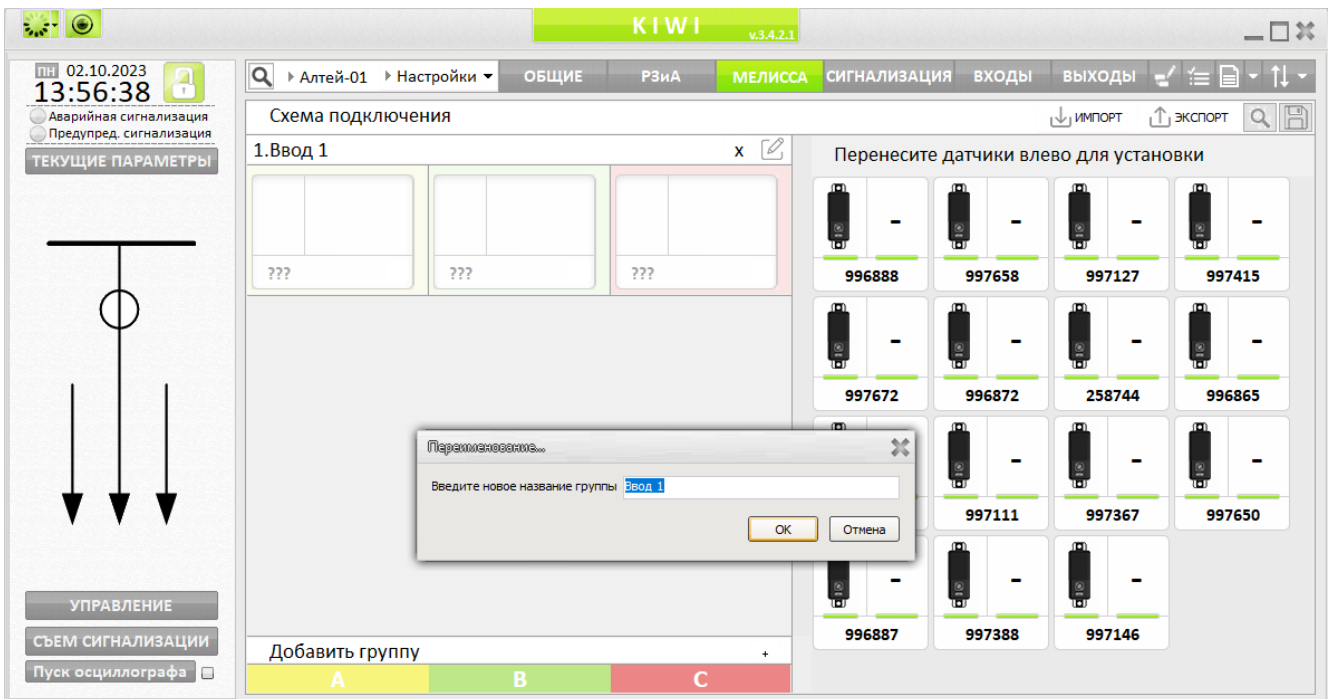 KIWI
v.3.4.2.1
ПН 02.10.2023
13:56:38
Аварийная сигнализация
Предупред. сигнализация
ТЕКУЩИЕ ПАРАМЕТРЫ
Алтей-01 Настройки ОБЩИЕ РЗиА МЕЛИССА СИГНАЛИЗАЦИЯ ВХОДЫ ВЫХОДЫ
Схема подключения
ИМПОРТ ЭКСПОРТ
1.Ввод 1 x
??? ??? ???
Перенесите датчики влево для установки
- - - -
996888 997658 997127 997415
- - - -
997672 996872 258744 996865
- - -
997111 997367 997650
- - -
996887 997388 997146
Переименование...
Введите новое название группы Ввод 1
OK Отмена
УПРАВЛЕНИЕ
СЪЕМ СИГНАЛИЗАЦИИ
Пуск осциллографа
Добавить группу +
A B C